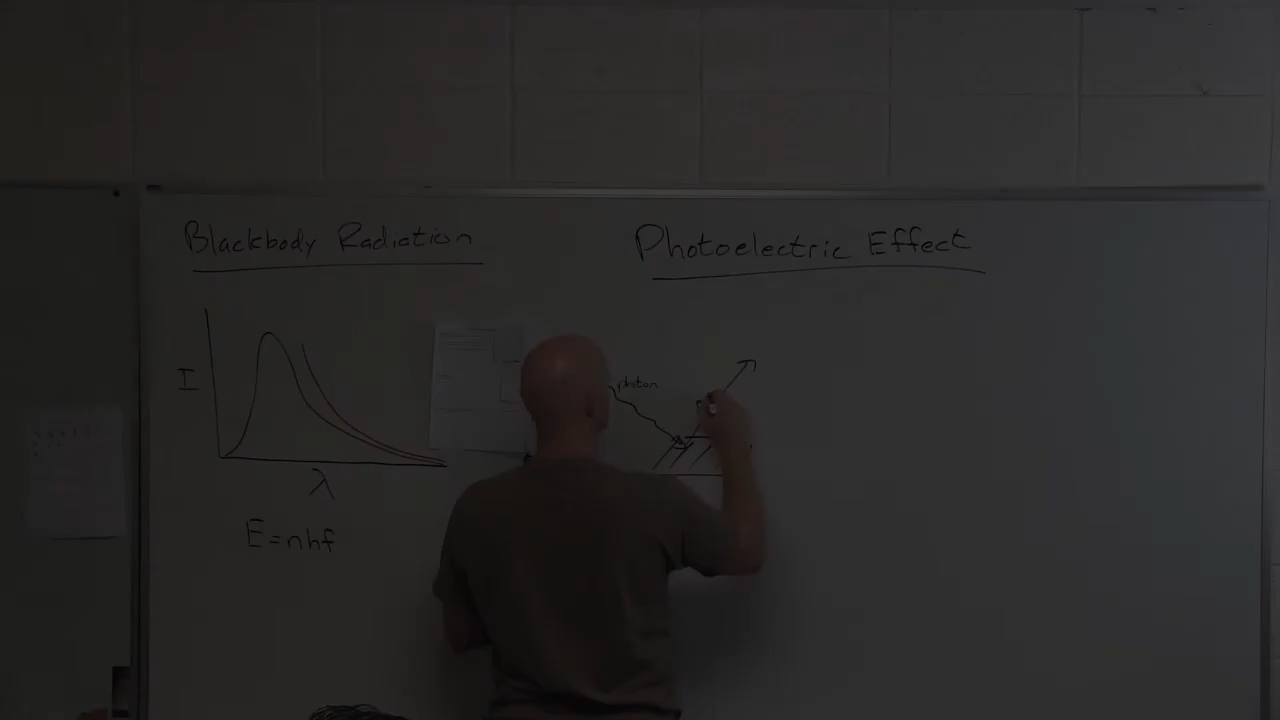 Blackbody Radiation
I
λ
E=nhf
Photoelectric Effect
photon